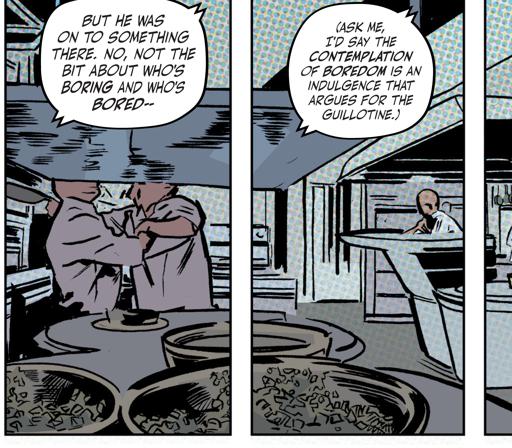 BUT HE WAS
ON TO SOMETHING
THERE. NO, NOT THE
BIT ABOUT WHO'S
BORING AND WHO'S
BORED--
(ASK ME,
I'D SAY THE
CONTEMPLATION
OF BOREDOM IS AN
INDULGENCE THAT
ARGUES FOR THE
GUILLOTINE.)